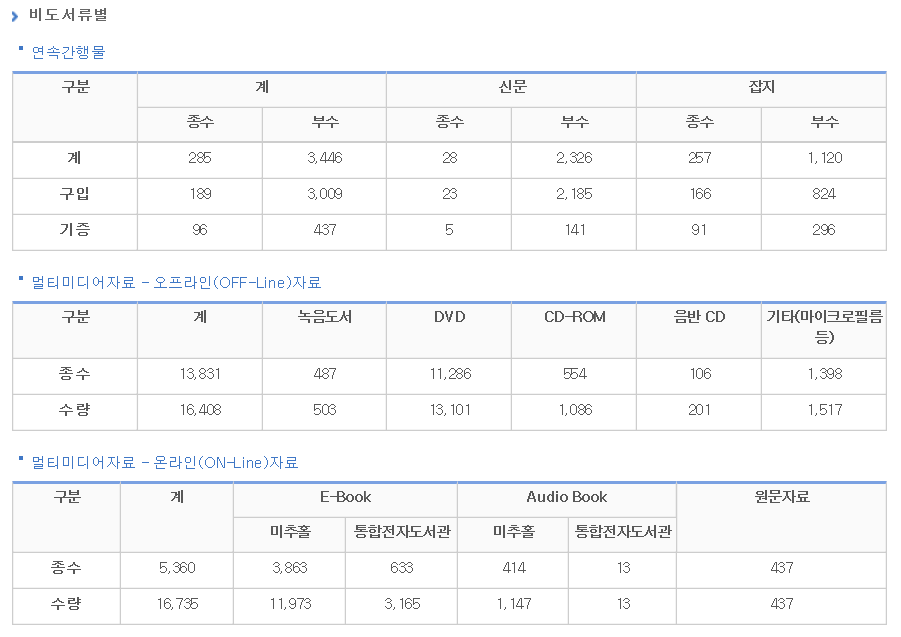 비도서류별
연속간행물
구분 계 신문 잡지
종수 부수 종수 부수 종수 부수
계 285 3,446 28 2,326 257 1,120
구입 189 3,009 23 2,185 166 824
기증 96 437 5 141 91 296
멀티미디어자료 - 오프라인(OFF-Line)자료
구분 계 녹음도서 DVD CD-ROM 음반 CD 기타(마이크로필름
등)
종수 13,831 487 11,286 554 106 1,398
수량 16,408 503 13,101 1,086 201 1,517
멀티미디어자료 - 온라인(ON-Line)자료
구분 계 E-Book Audio Book 원문자료
미추홀 통합전자도서관 미추홀 통합전자도서관
종수 5,360 3,863 633 414 13 437
수량 16,735 11,973 3,165 1,147 13 437